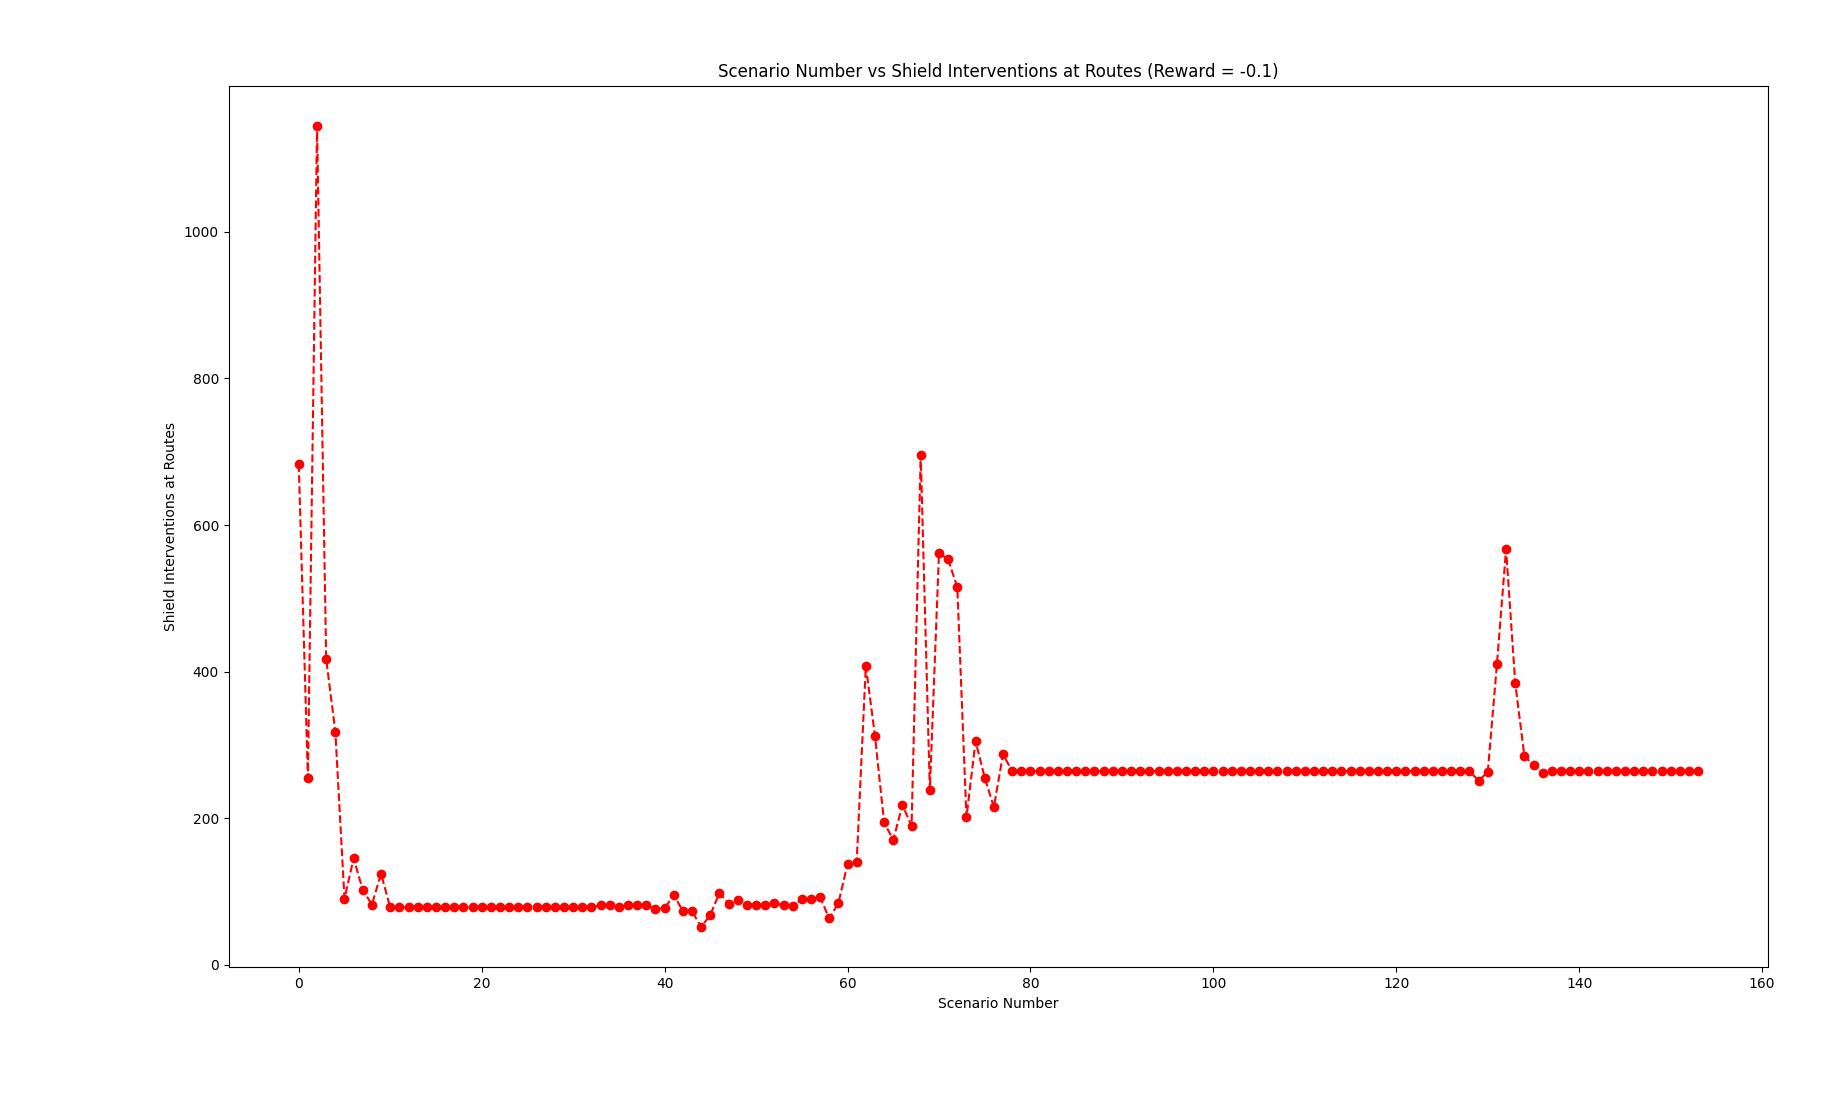 Scenario Number vs Shield Interventions at Routes (Reward = -0.1)
Shield Interventions at Routes
1000
800
600
400
200
0
0 20 40 60 80 100 120 140 160
Scenario Number